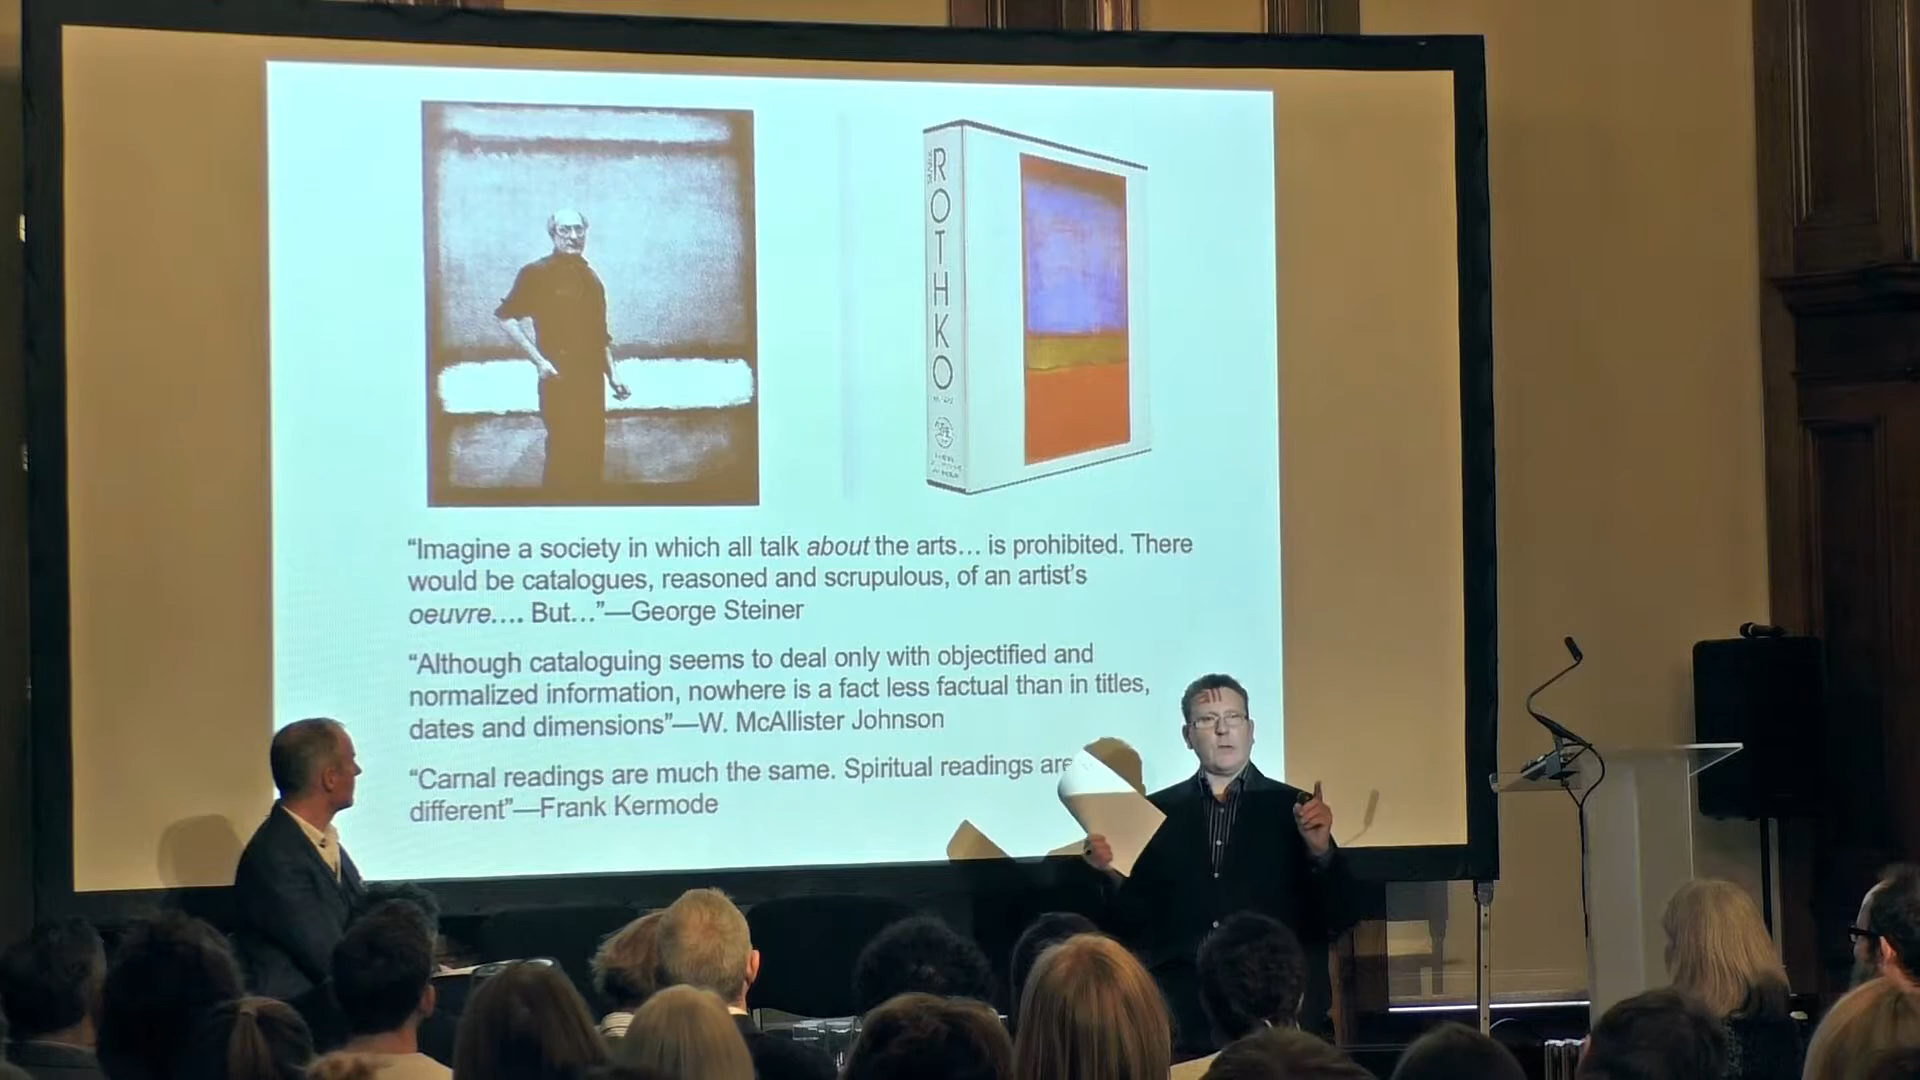 ROTHKO
“Imagine a society in which all talk about the arts… is prohibited. There
would be catalogues, reasoned and scrupulous, of an artist’s
oeuvre…. But…”—George Steiner
“Although cataloguing seems to deal only with objectified and
normalized information, nowhere is a fact less factual than in titles,
dates and dimensions”—W. McAllister Johnson
“Carnal readings are much the same. Spiritual readings are
different”—Frank Kermode